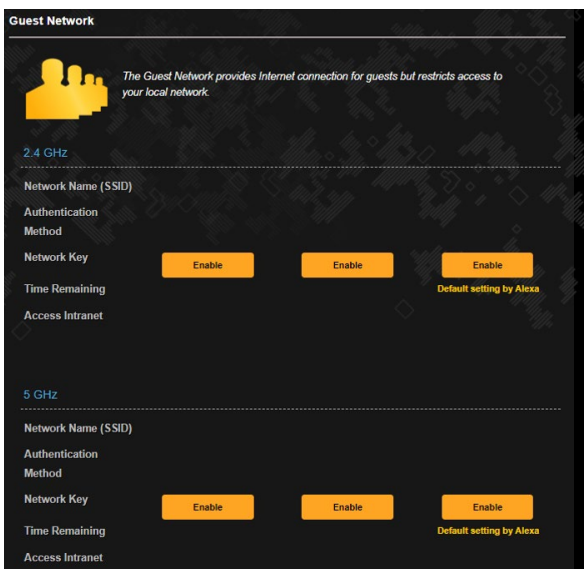 Guest Network
The Guest Network provides Internet connection for guests but restricts access to
your local network.
2.4 GHz
Network Name (SSID)
Authentication
Method
Network Key
Enable Enable Enable
Time Remaining
Default setting by Alexa
Access Intranet
5 GHz
Network Name (SSID)
Authentication
Method
Network Key
Enable Enable Enable
Time Remaining
Default setting by Alexa
Access Intranet